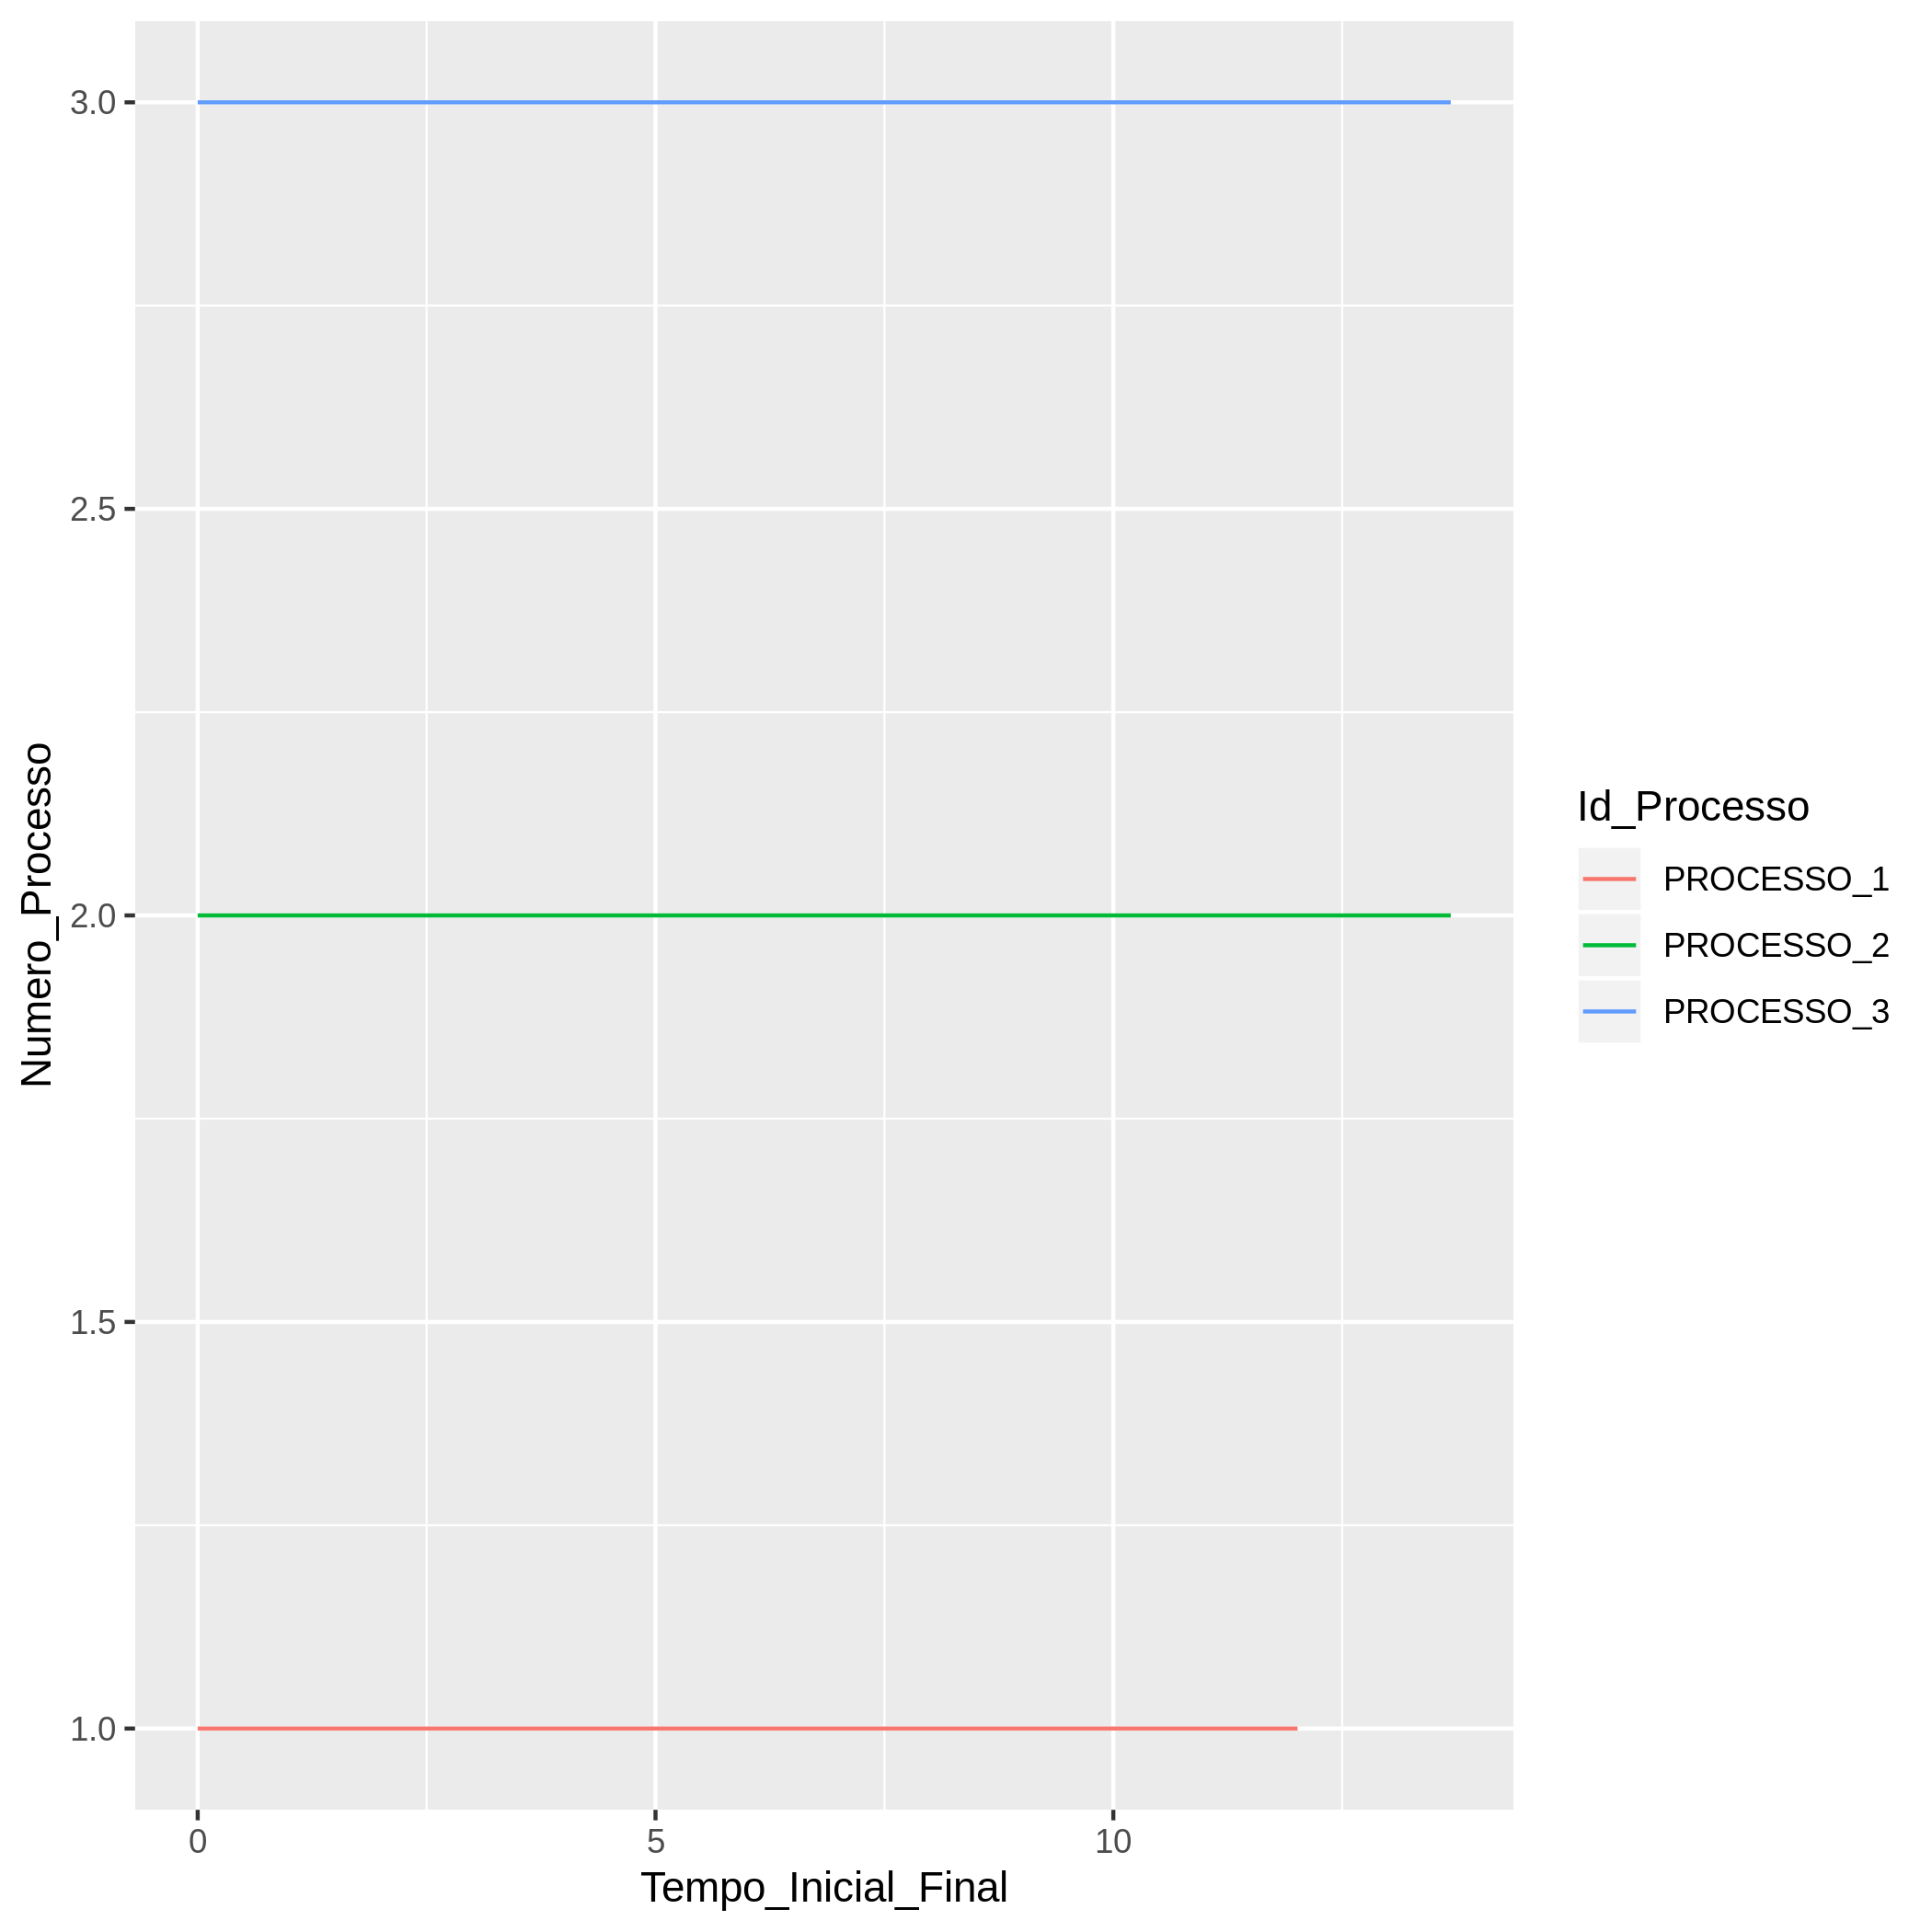 Numero_Processo
3.0
2.5
2.0
1.5
1.0
0 5 10
Tempo_Inicial_Final
Id_Processo
PROCESSO_1
PROCESSO_2
PROCESSO_3